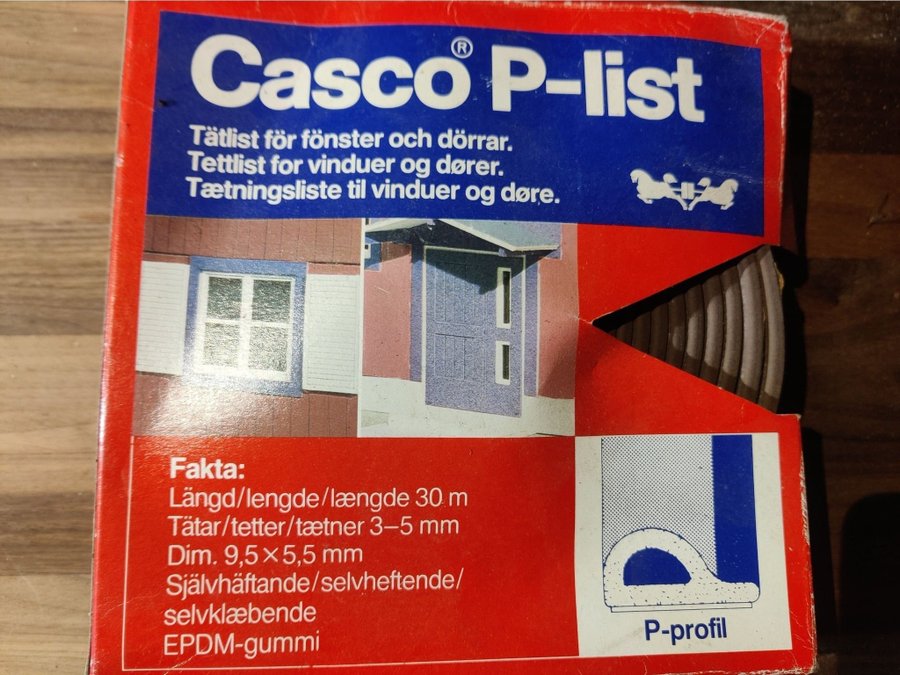 Casco® P-list
Tätlist för fönster och dörrar.
Tettlist for vinduer og dører.
Tætningsliste til vinduer og døre.
Fakta:
Längd/lengde/længde 30 m
Tätar/tetter/tætner 3–5 mm
Dim. 9,5×5,5 mm
Självhäftande/selvheftende/
selvklæbende
EPDM-gummi
P-profil